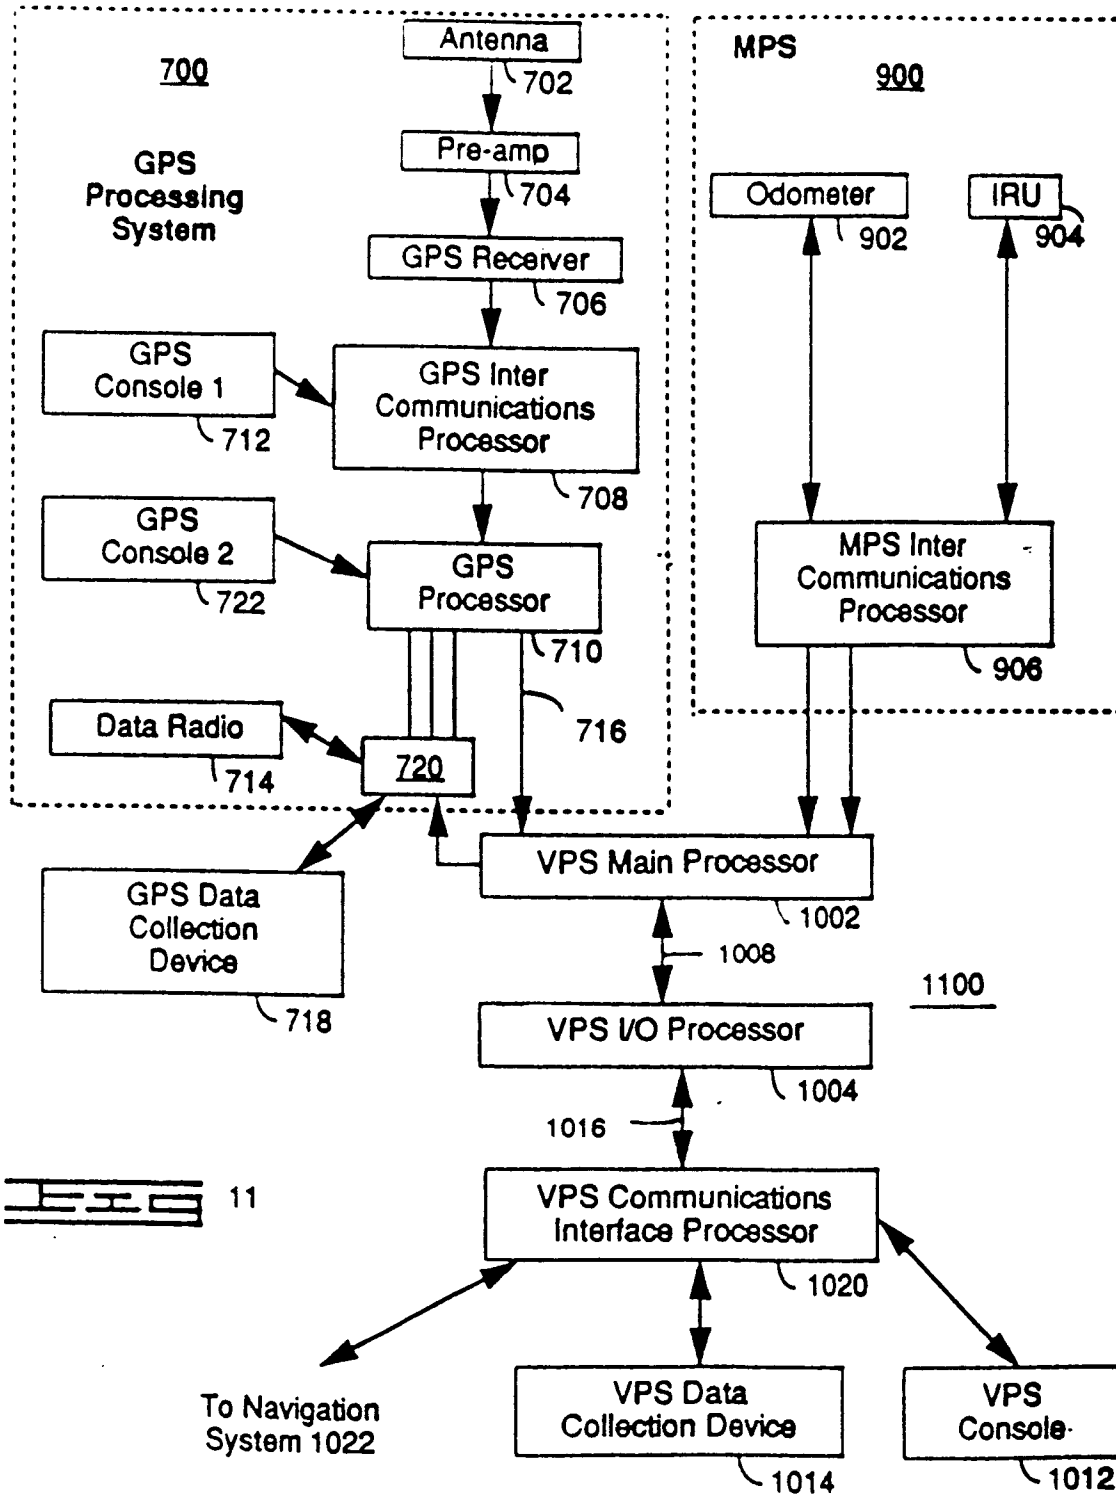 Antenna
702
700
Pre-amp
704
GPS
Processing
System
GPS Receiver
706
GPS
Console 1
712
GPS Inter
Communications
Processor
708
GPS
Console 2
722
GPS
Processor
710
716
Data Radio
714
720
GPS Data
Collection
Device
718
MPS
900
Odometer
902
IRU
904
MPS Inter
Communications
Processor
906
VPS Main Processor
1002
1008
1100
VPS I/O Processor
1004
1016
11
VPS Communications
Interface Processor
1020
To Navigation
System 1022
VPS Data
Collection Device
1014
VPS
Console
1012